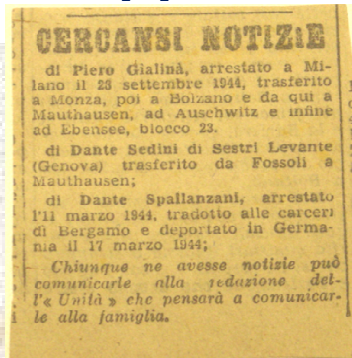 CERCANSI NOTIZIE
di Piero Gialinà, arrestato a Mi-
lano il 23 settembre 1944, trasferito
a Monza, poi a Bolzano e da qui a
Mauthausen, ad Auschwitz e infine
ad Ebensee, blocco 23.
di Dante Sedini di Sestri Levante
(Genova) trasferito da Fossoli a
Mauthausen;
di Dante Spallanzani, arrestato
l'11 marzo 1944, tradotto alle carceri
di Bergamo e deportato in Germa-
nia il 17 marzo 1944;
Chiunque ne avesse notizie può
comunicarle alla redazione del-
l'« Unità » che penserà a comunicar-
le alla famiglia.